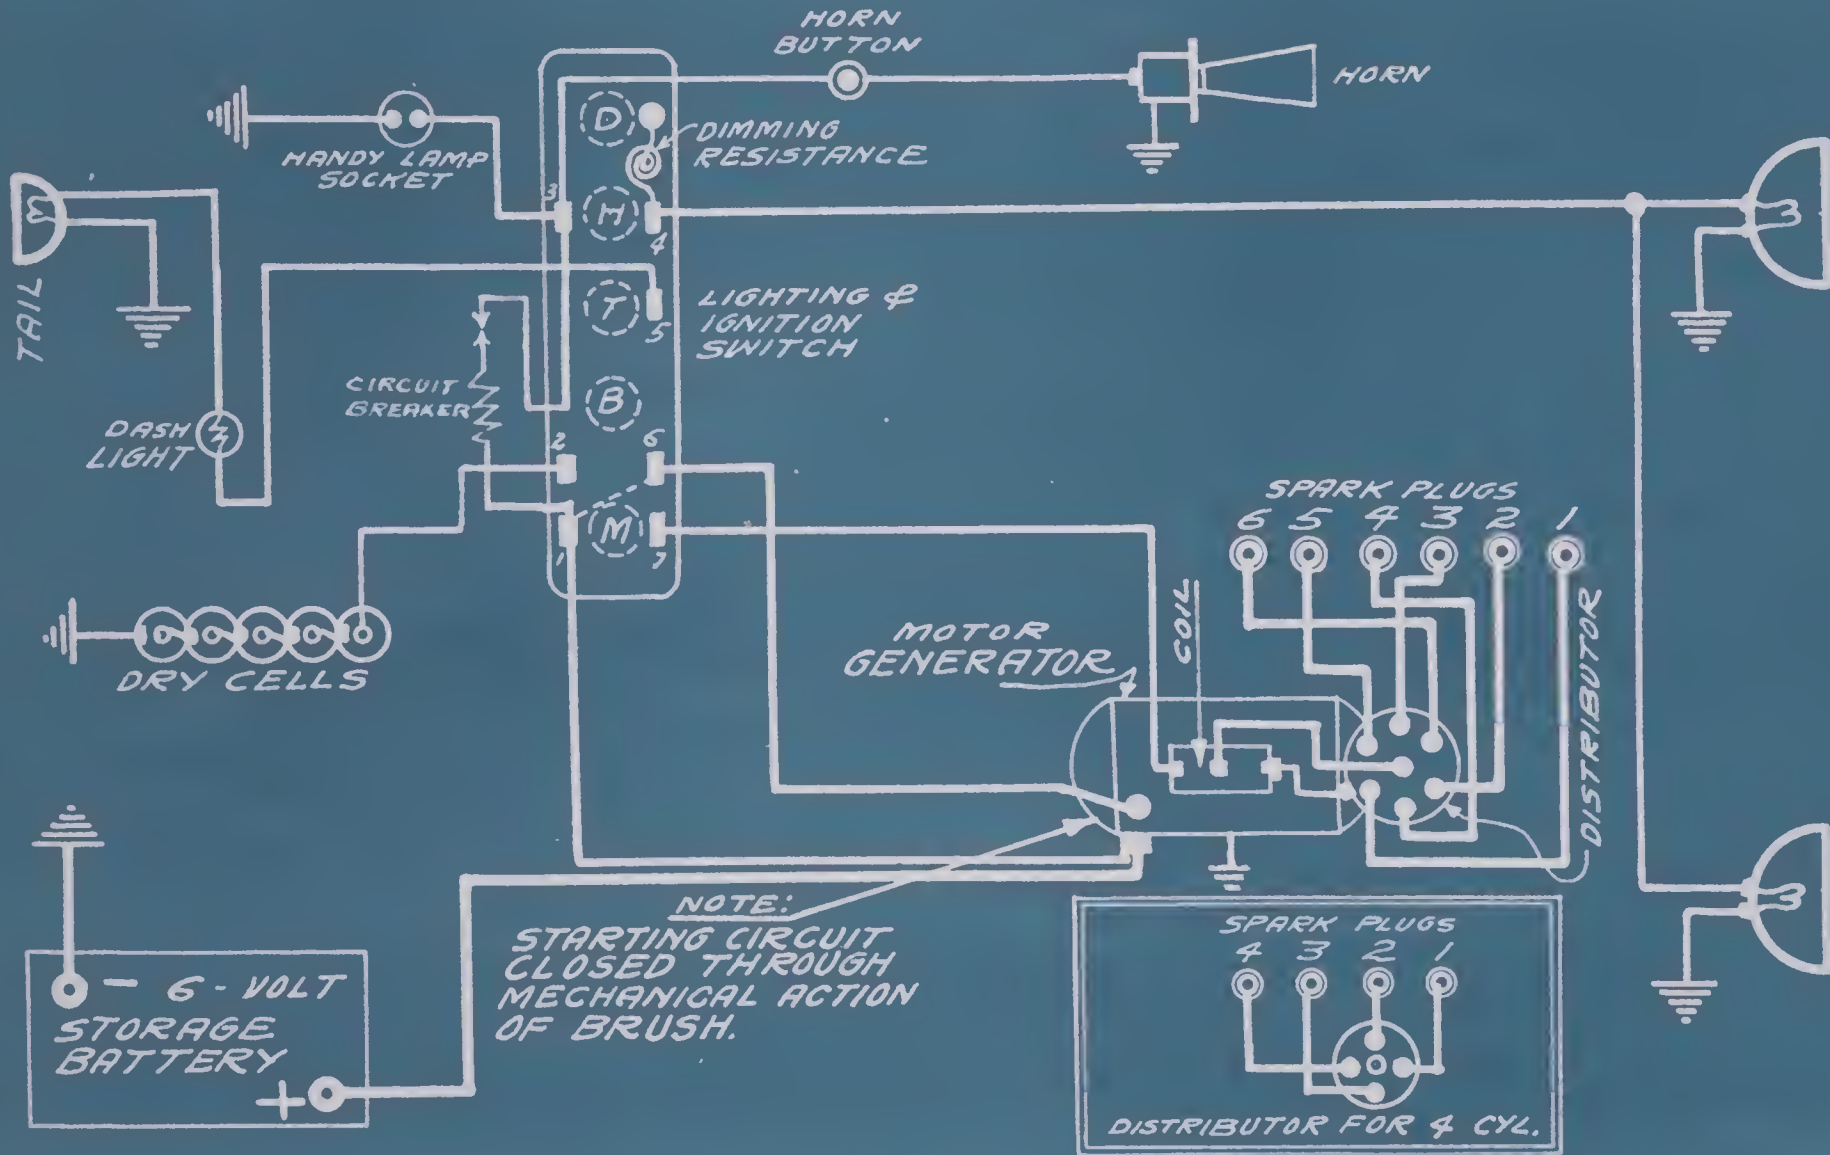 HORN
BUTTON
HORN
D
DIMMING
RESISTANCE
HANDY LAMP
SOCKET
3
H
4
TAIL
T
5
LIGHTING &
IGNITION
SWITCH
CIRCUIT
BREAKER
B
DASH
LIGHT
2
6
M
1
7
SPARK PLUGS
6 5 4 3 2 1
DRY CELLS
MOTOR
GENERATOR
COIL
DISTRIBUTOR
NOTE:
STARTING CIRCUIT
CLOSED THROUGH
MECHANICAL ACTION
OF BRUSH.
- 6-VOLT
STORAGE
BATTERY
+
SPARK PLUGS
4 3 2 1
DISTRIBUTOR FOR 4 CYL.